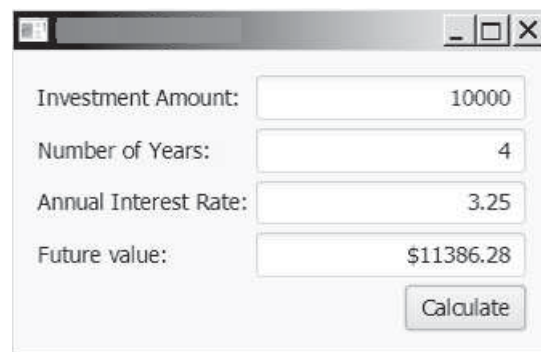 Investment Amount: 10000
Number of Years: 4
Annual Interest Rate: 3.25
Future value: $11386.28
Calculate